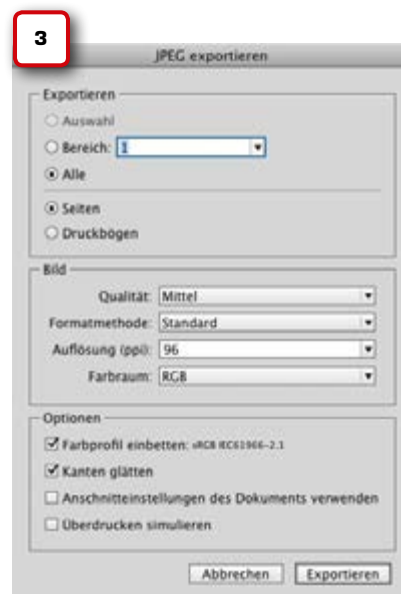 3
JPEG exportieren
Exportieren
Auswahl
Bereich: 1
Alle
Seiten
Druckbögen
Bild
Qualität: Mittel
Formatmethode: Standard
Auflösung (ppi): 96
Farbraum: RGB
Optionen
Farbprofil einbetten: sRGB IEC61966-2.1
Kanten glätten
Anschnitteinstellungen des Dokuments verwenden
Überdrucken simulieren
Abbrechen Exportieren